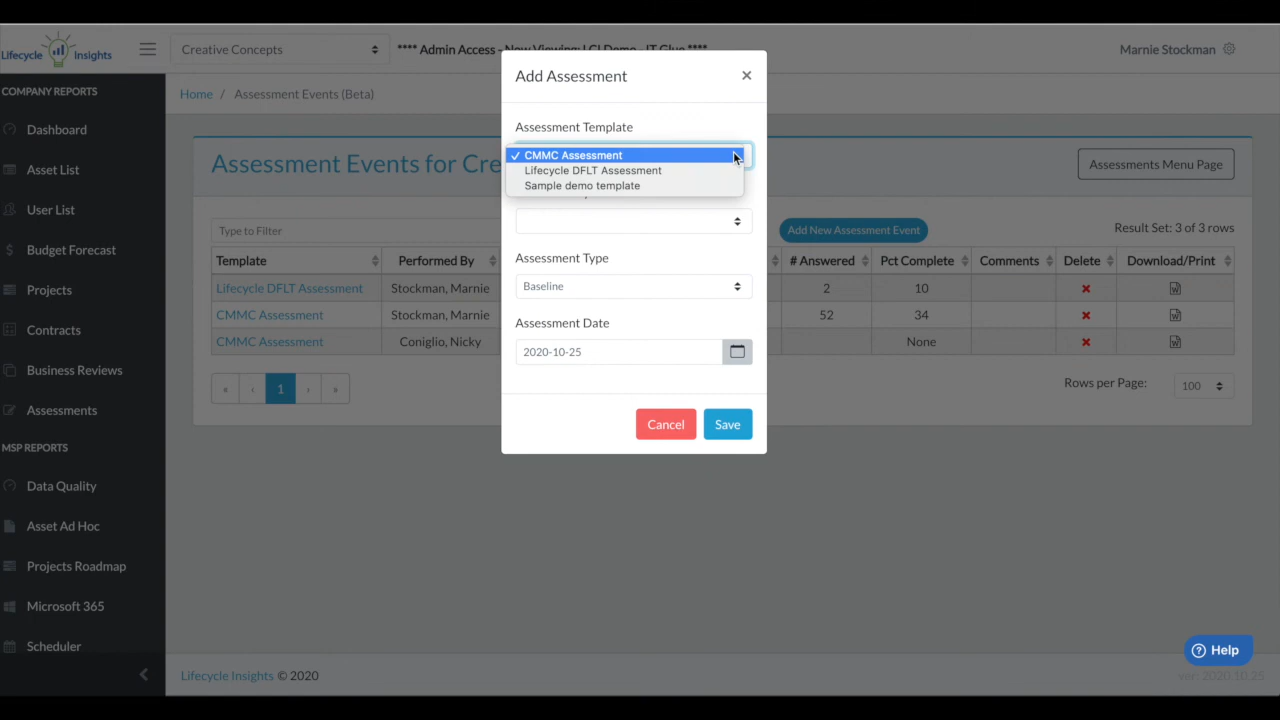 Lifecycle Insights
Creative Concepts
**** Admin Access - Now Viewing: LCI Demo - IT Glue ****
Marnie Stockman
COMPANY REPORTS
Dashboard
Asset List
User List
Budget Forecast
Projects
Contracts
Business Reviews
Assessments
MSP REPORTS
Data Quality
Asset Ad Hoc
Projects Roadmap
Microsoft 365
Scheduler
Home / Assessment Events (Beta)
Assessment Events for Cre
Assessments Menu Page
Type to Filter
Add New Assessment Event
Result Set: 3 of 3 rows
Template Performed By # Answered Pct Complete Comments Delete Download/Print
Lifecycle DFLT Assessment Stockman, Marnie 2 10
CMMC Assessment Stockman, Marnie 52 34
CMMC Assessment Coniglio, Nicky None
« ‹ 1 › »
Rows per Page: 100
Add Assessment ×
Assessment Template
✓ CMMC Assessment
Lifecycle DFLT Assessment
Sample demo template
Assessment Type
Baseline
Assessment Date
2020-10-25
Cancel Save
Help
Lifecycle Insights © 2020
ver: 2020.10.25